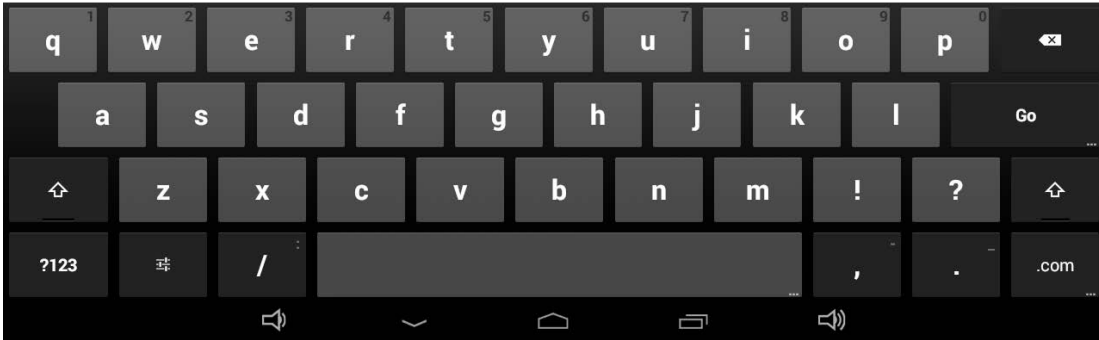 1 2 3 4 5 6 7 8 9 0
q w e r t y u i o p
a s d f g h j k l Go
...
z x c v b n m ! ?
: - _
?123 / , . .com
... ...